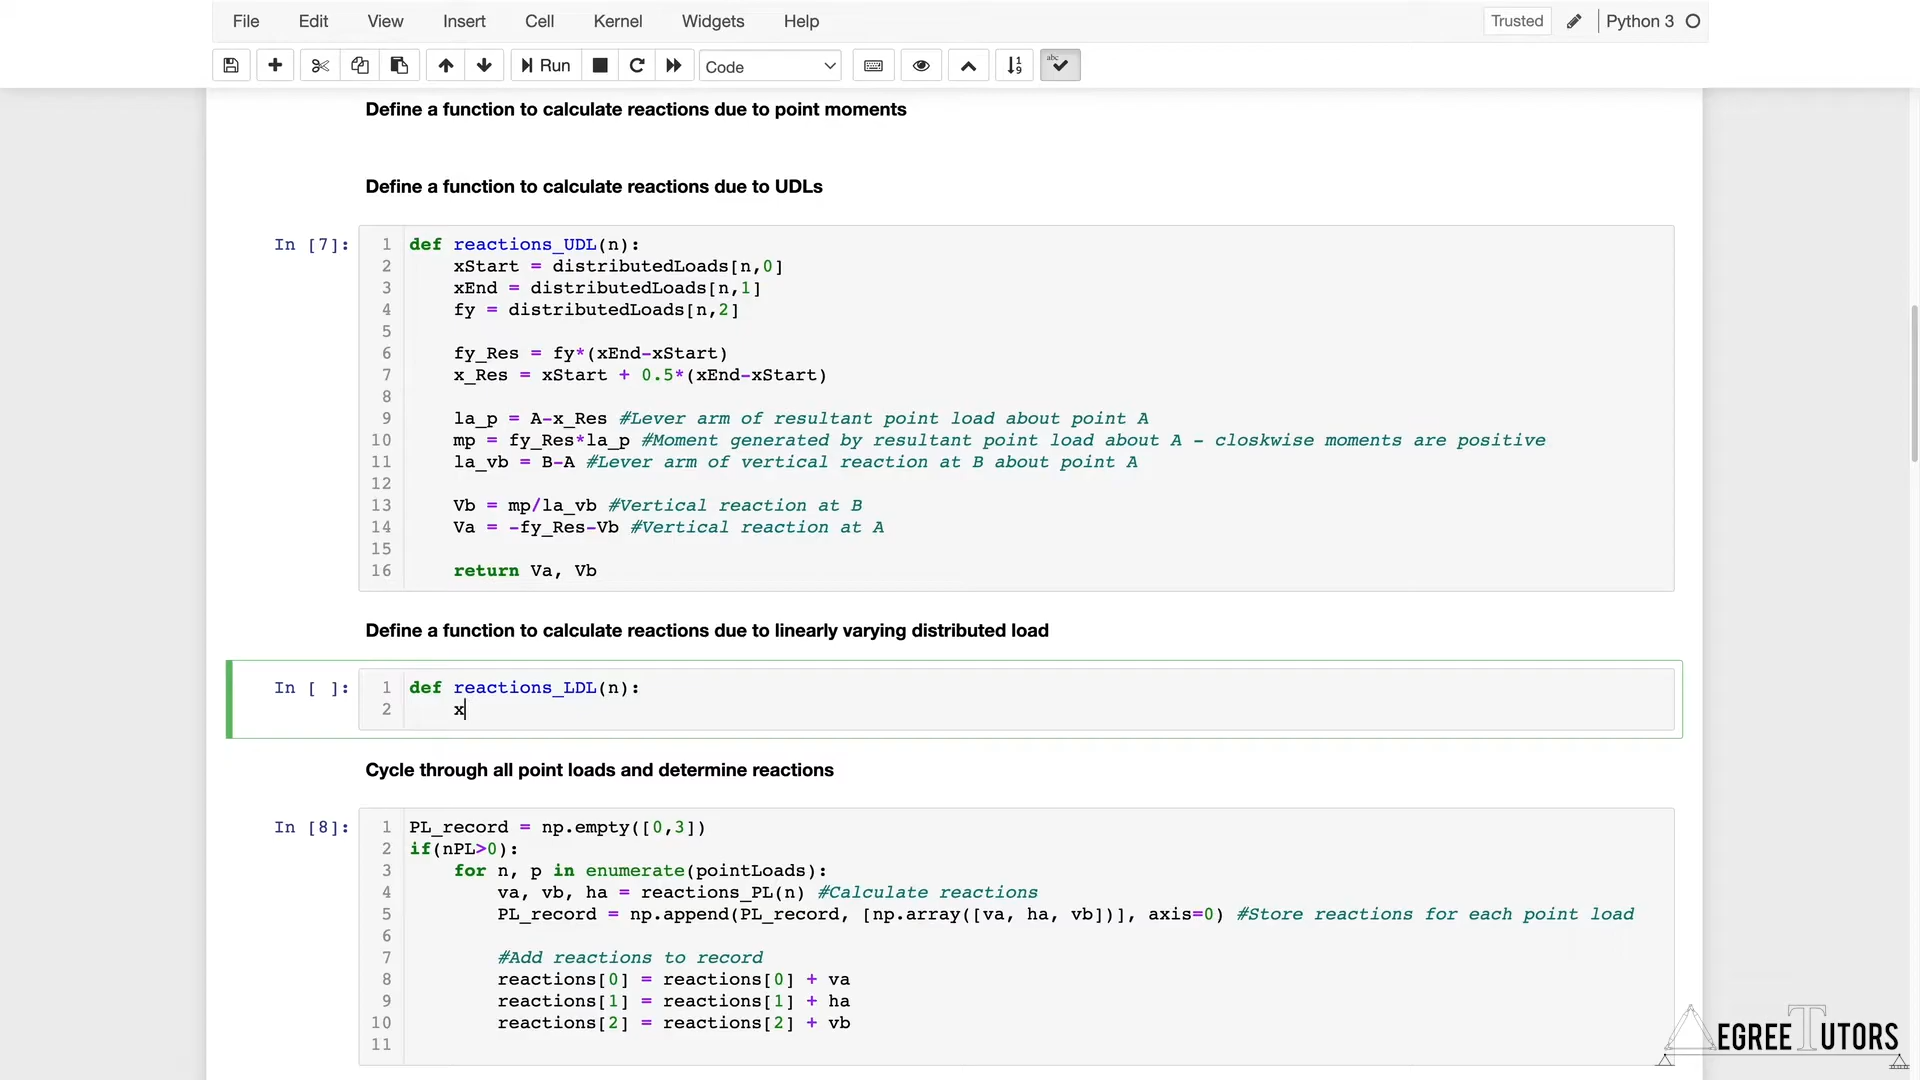 File Edit View Insert Cell Kernel Widgets Help Trusted Python 3
Run Code
Define a function to calculate reactions due to point moments
Define a function to calculate reactions due to UDLs
In [7]:
1 def reactions_UDL(n):
2 xStart = distributedLoads[n,0]
3 xEnd = distributedLoads[n,1]
4 fy = distributedLoads[n,2]
5
6 fy_Res = fy*(xEnd-xStart)
7 x_Res = xStart + 0.5*(xEnd-xStart)
8
9 la_p = A-x_Res #Lever arm of resultant point load about point A
10 mp = fy_Res*la_p #Moment generated by resultant point load about A - closkwise moments are positive
11 la_vb = B-A #Lever arm of vertical reaction at B about point A
12
13 Vb = mp/la_vb #Vertical reaction at B
14 Va = -fy_Res-Vb #Vertical reaction at A
15
16 return Va, Vb
Define a function to calculate reactions due to linearly varying distributed load
In [ ]:
1 def reactions_LDL(n):
2 x
Cycle through all point loads and determine reactions
In [8]:
1 PL_record = np.empty([0,3])
2 if(nPL>0):
3 for n, p in enumerate(pointLoads):
4 va, vb, ha = reactions_PL(n) #Calculate reactions
5 PL_record = np.append(PL_record, [np.array([va, ha, vb])], axis=0) #Store reactions for each point load
6
7 #Add reactions to record
8 reactions[0] = reactions[0] + va
9 reactions[1] = reactions[1] + ha
10 reactions[2] = reactions[2] + vb
11
DEGREE TUTORS